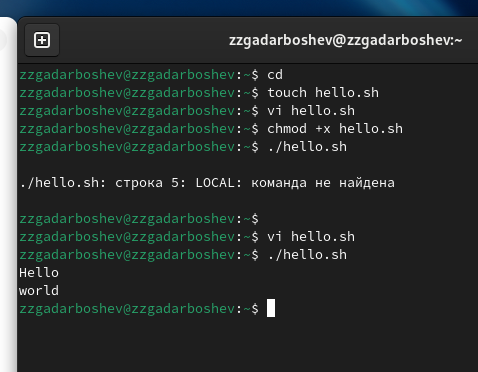 zzgadarboshev@zzgadarboshev:~
zzgadarboshev@zzgadarboshev:~$ cd
zzgadarboshev@zzgadarboshev:~$ touch hello.sh
zzgadarboshev@zzgadarboshev:~$ vi hello.sh
zzgadarboshev@zzgadarboshev:~$ chmod +x hello.sh
zzgadarboshev@zzgadarboshev:~$ ./hello.sh
./hello.sh: строка 5: LOCAL: команда не найдена
zzgadarboshev@zzgadarboshev:~$
zzgadarboshev@zzgadarboshev:~$ vi hello.sh
zzgadarboshev@zzgadarboshev:~$ ./hello.sh
Hello
world
zzgadarboshev@zzgadarboshev:~$